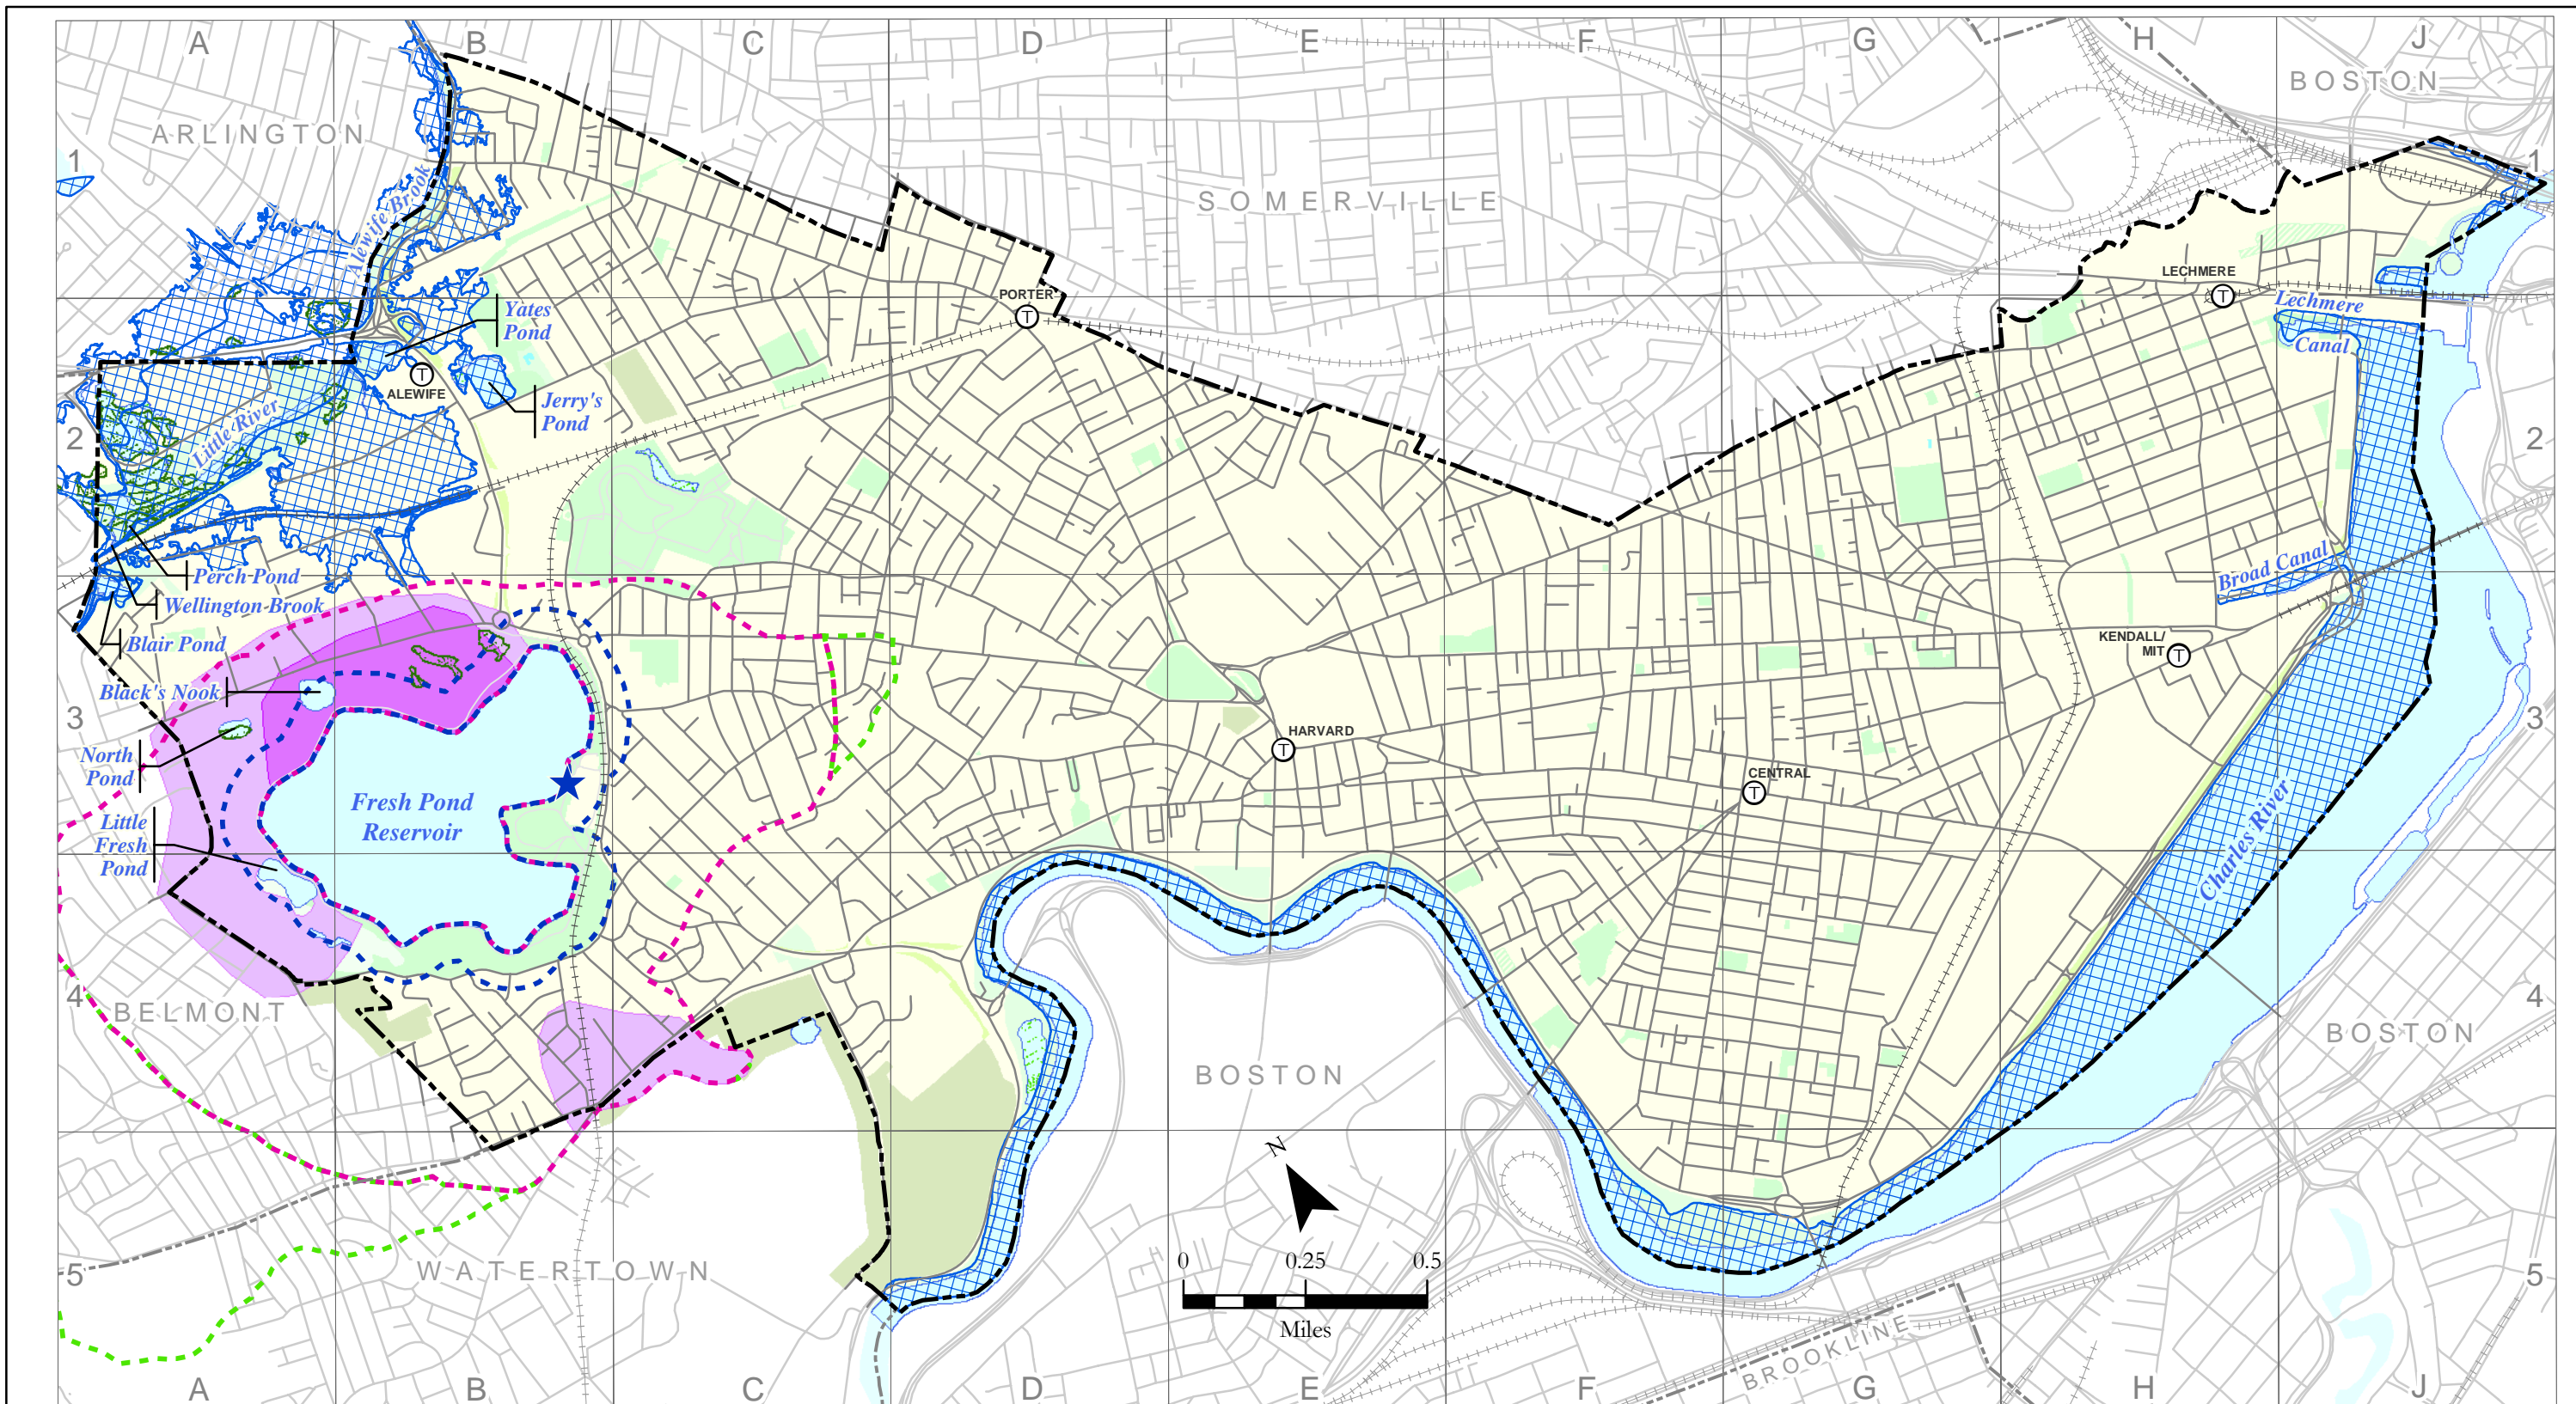 A B C D E F G H J
BOSTON
ARLINGTON
1
1
Alewife Brook
SOMERVILLE
LECHMERE
T
PORTER
T
Yates
Pond
Lechmere
Canal
T
ALEWIFE
Jerry's
Pond
Little River
2
2
Broad Canal
Perch Pond
Wellington Brook
Blair Pond
KENDALL/
MIT
T
Black's Nook
3
3
North
Pond
HARVARD
T
CENTRAL
T
Fresh Pond
Reservoir
Little
Fresh
Pond
Charles River
4
4
BELMONT
BOSTON
BOSTON
N
0 0.25 0.5
Miles
WATERTOWN
5
5
BROOKLINE
A B C D E F G H J